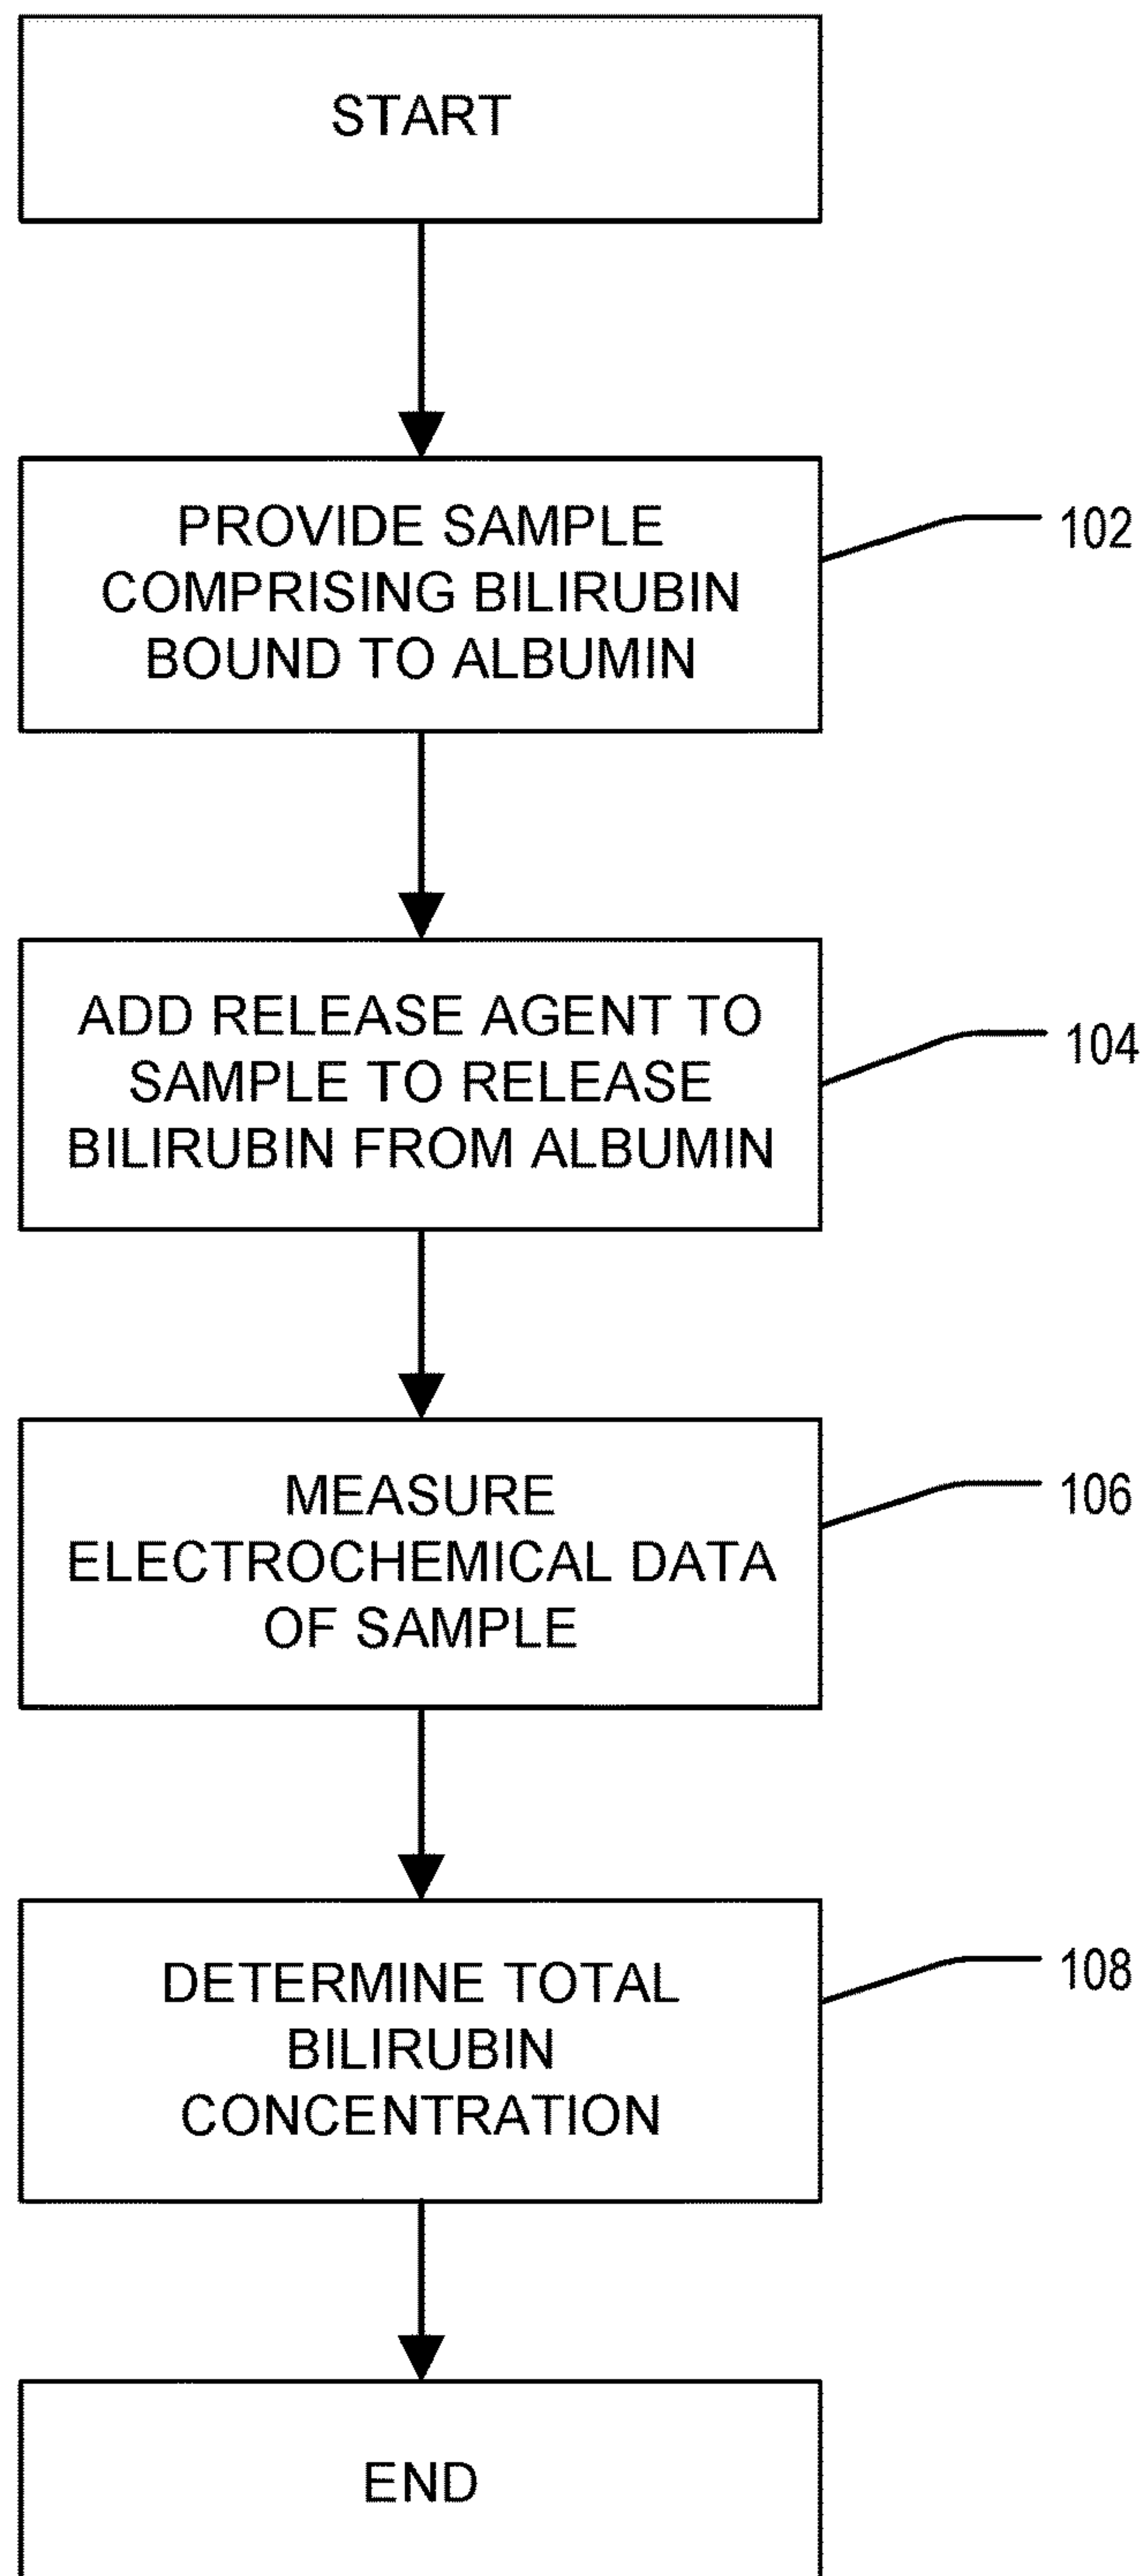 START
PROVIDE SAMPLE
COMPRISING BILIRUBIN
BOUND TO ALBUMIN
102
ADD RELEASE AGENT TO
SAMPLE TO RELEASE
BILIRUBIN FROM ALBUMIN
104
MEASURE
ELECTROCHEMICAL DATA
OF SAMPLE
106
DETERMINE TOTAL
BILIRUBIN
CONCENTRATION
108
END